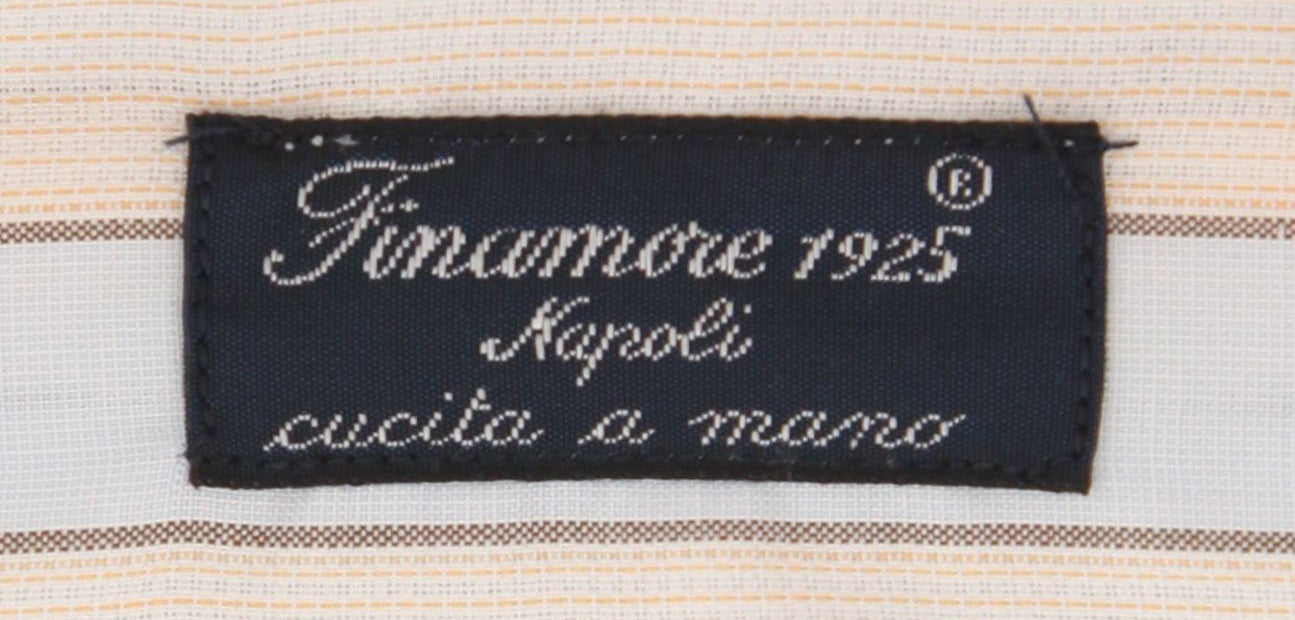 Finamore 1925 ®
Napoli
cucita a mano